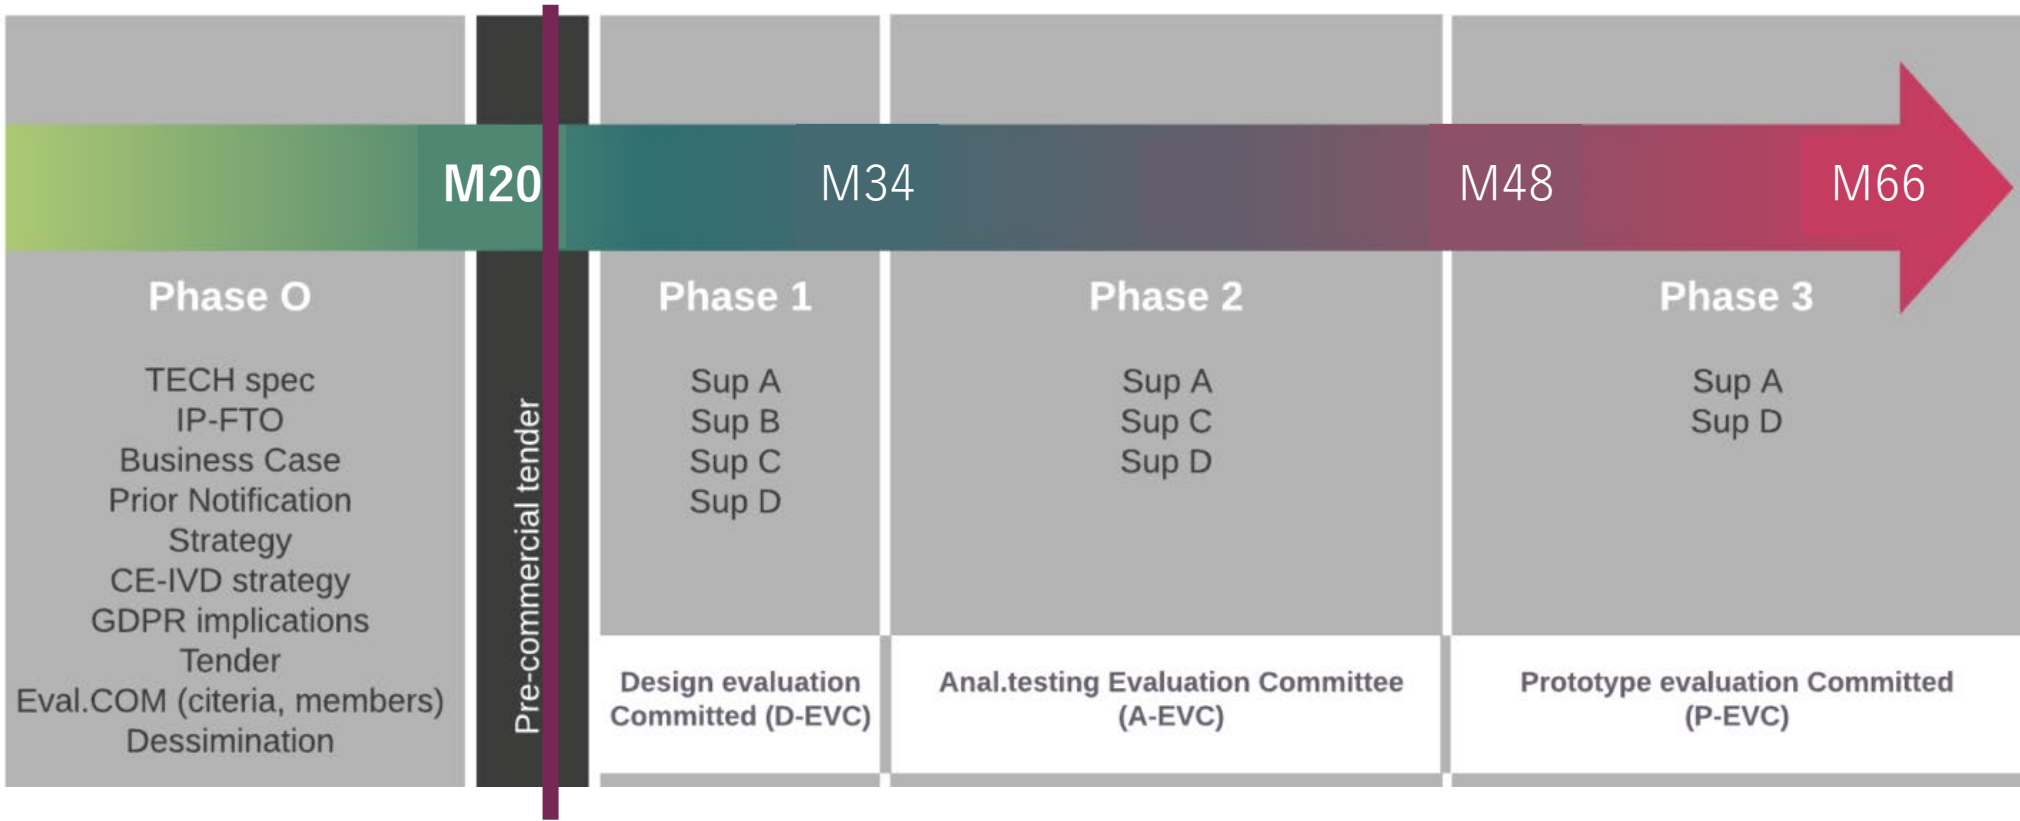 M20
M34
M48
M66
Phase O
TECH spec
IP-FTO
Business Case
Prior Notification
Strategy
CE-IVD strategy
GDPR implications
Tender
Eval.COM (citeria, members)
Dessimination
Pre-commercial tender
Phase 1
Sup A
Sup B
Sup C
Sup D
Design evaluation
Committed (D-EVC)
Phase 2
Sup A
Sup C
Sup D
Anal.testing Evaluation Committee
(A-EVC)
Phase 3
Sup A
Sup D
Prototype evaluation Committed
(P-EVC)